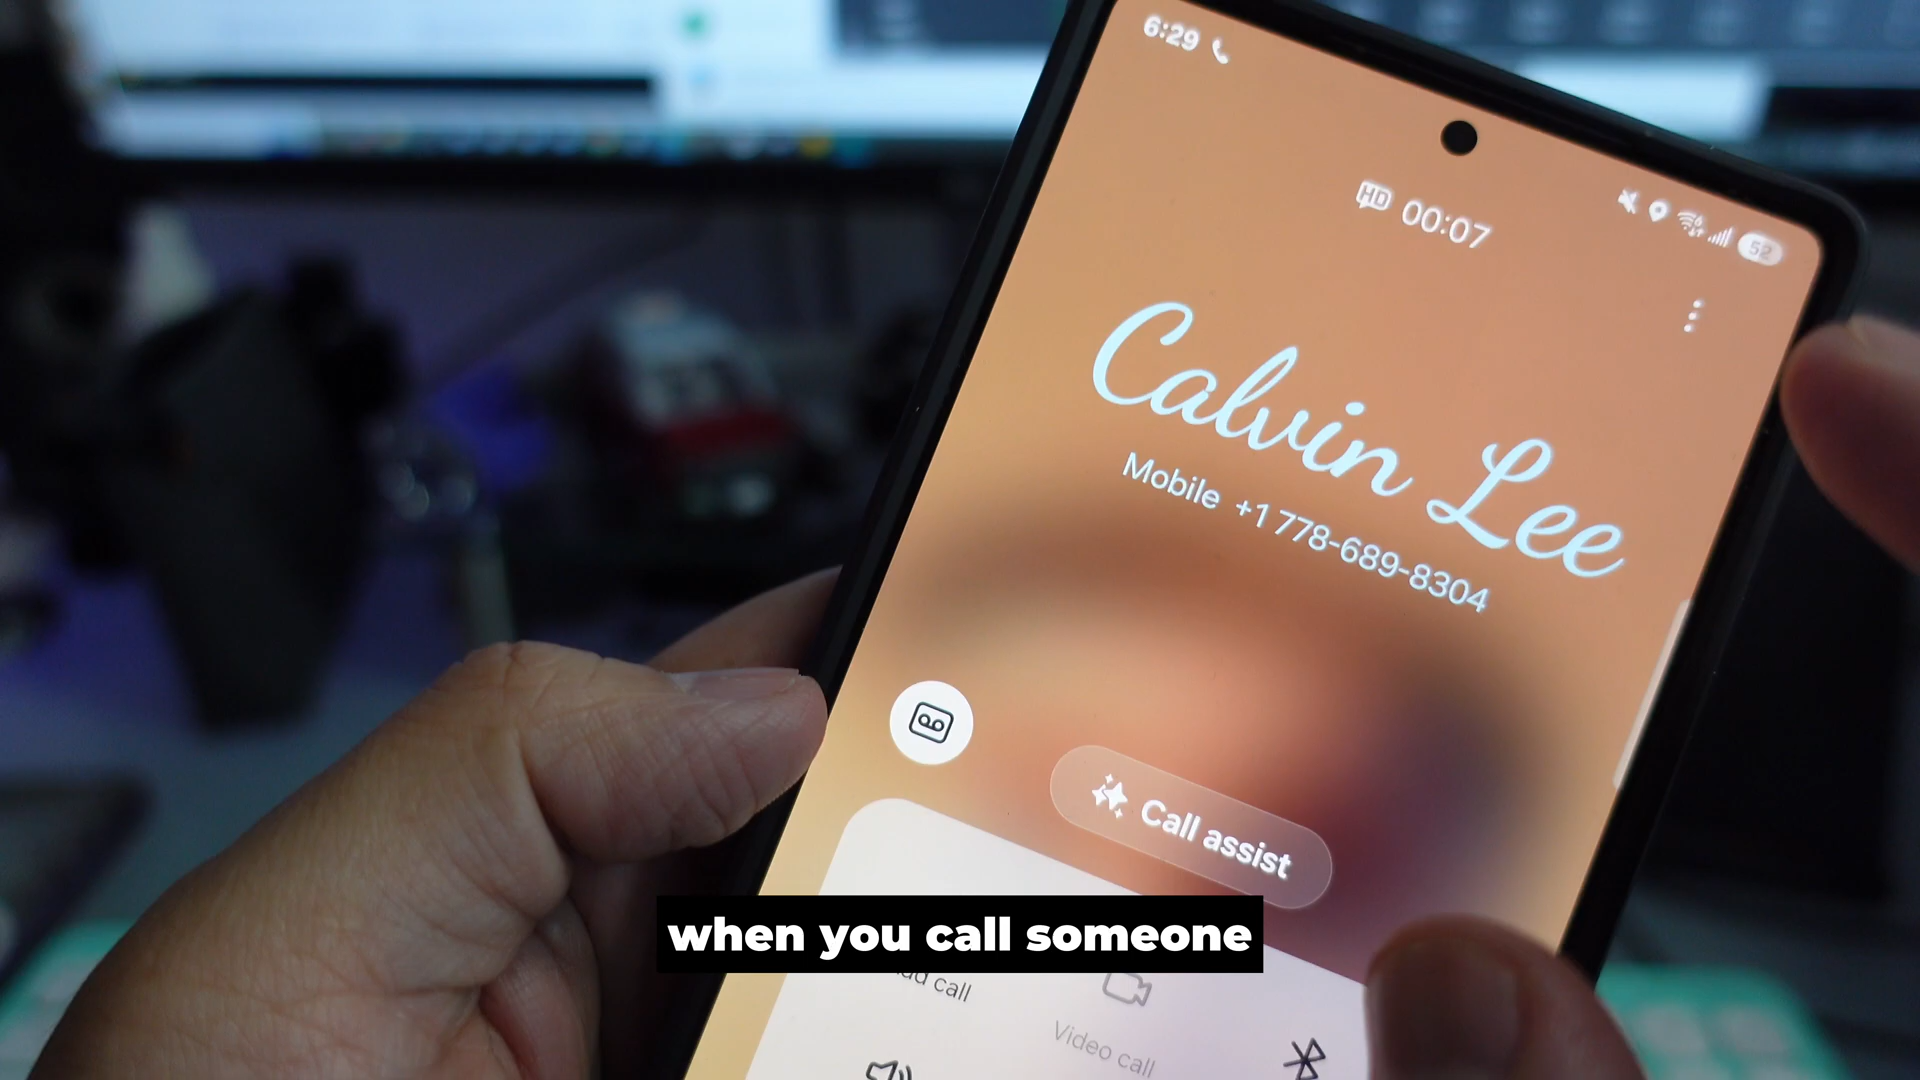 6:29
HD 00:07
52
Calvin Lee
Mobile +1 778-689-8304
Call assist
when you call someone
call
Video call